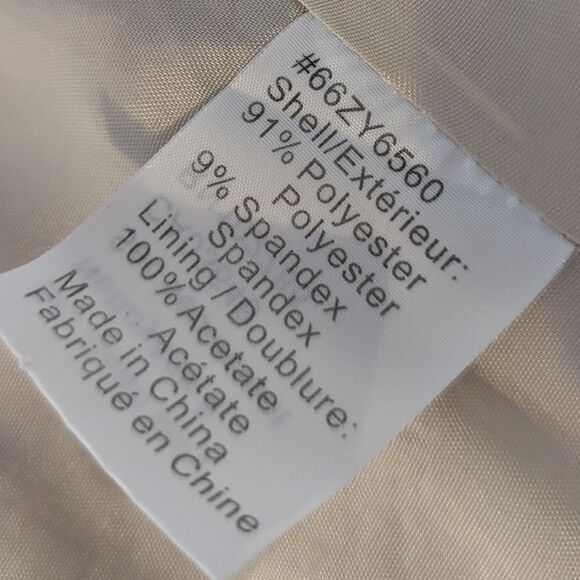 #66ZY6560
Shell/Extérieur:
91% Polyester
Polyester
9% Spandex
Spandex
Lining / Doublure:
100% Acetate
Acétate
Made in China
Fabriqué en Chine